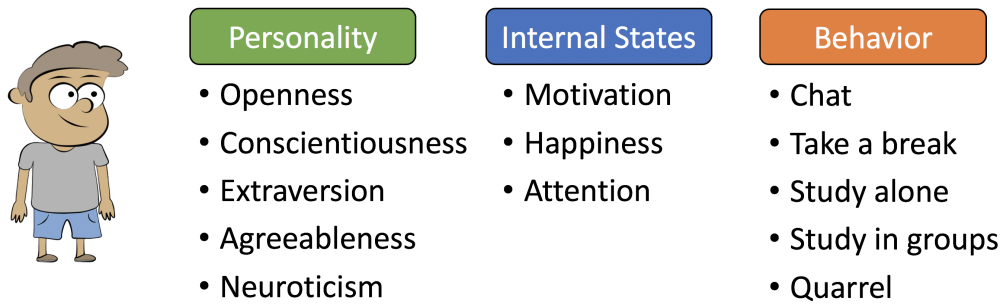 Personality
• Openness
• Conscientiousness
• Extraversion
• Agreeableness
• Neuroticism
Internal States
• Motivation
• Happiness
• Attention
Behavior
• Chat
• Take a break
• Study alone
• Study in groups
• Quarrel